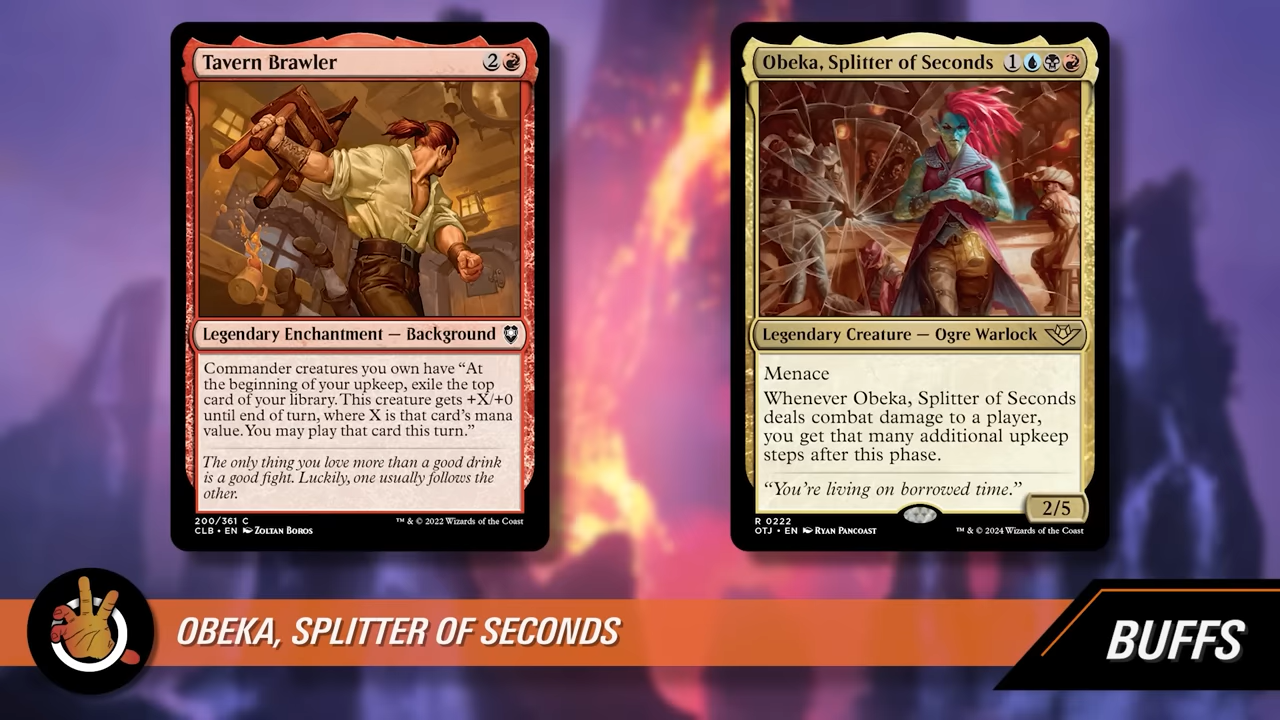 Tavern Brawler 2
Legendary Enchantment — Background
Commander creatures you own have “At
the beginning of your upkeep, exile the top
card of your library. This creature gets +X/+0
until end of turn, where X is that card's mana
value. You may play that card this turn.”
The only thing you love more than a good drink
is a good fight. Luckily, one usually follows the
other.
200/361 C
CLB • EN Zoltan Boros
™ & © 2022 Wizards of the Coast
Obeka, Splitter of Seconds 1
Legendary Creature — Ogre Warlock
Menace
Whenever Obeka, Splitter of Seconds
deals combat damage to a player,
you get that many additional upkeep
steps after this phase.
“You're living on borrowed time.”
2/5
R 0222
OTJ • EN Ryan Pancoast
™ & © 2024 Wizards of the Coast
OBEKA, SPLITTER OF SECONDS
BUFFS